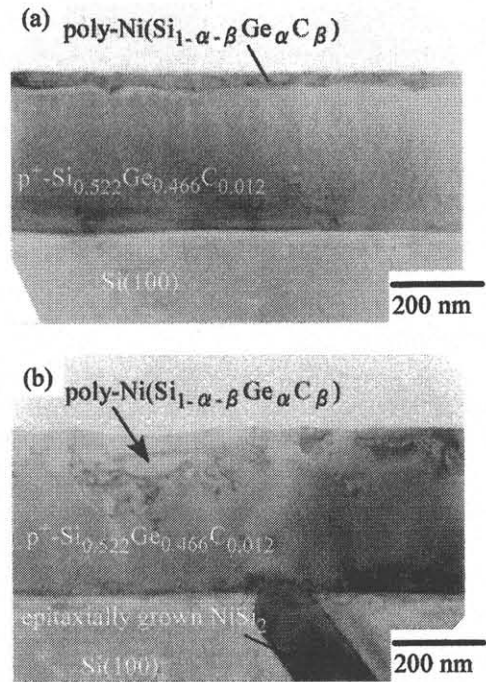 (a)
poly-Ni(Si₁₋α₋βGeαCβ)
p⁺-Si₀.₅₂₂Ge₀.₄₆₆C₀.₀₁₂
Si(100)
200 nm
(b)
poly-Ni(Si₁₋α₋βGeαCβ)
p⁺-Si₀.₅₂₂Ge₀.₄₆₆C₀.₀₁₂
epitaxially grown NiSi₂
Si(100)
200 nm